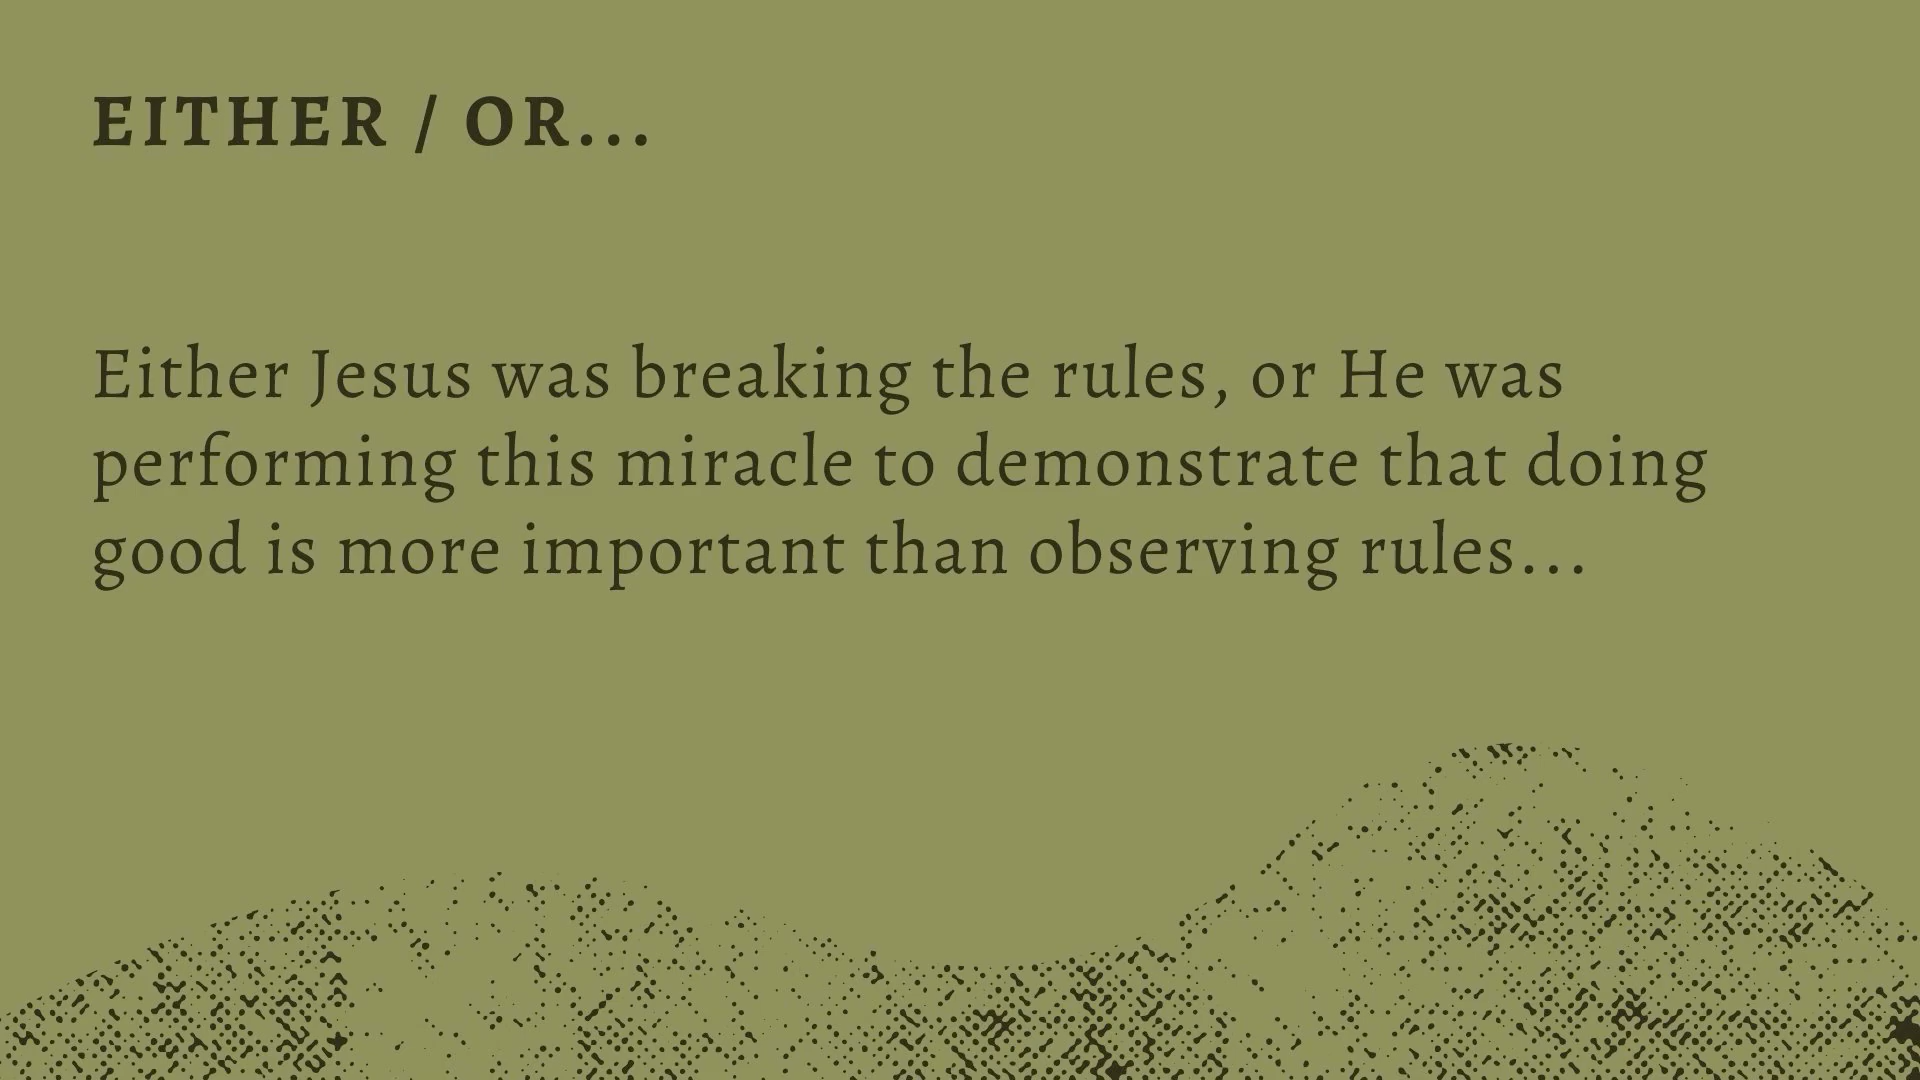 EITHER / OR...
Either Jesus was breaking the rules, or He was
performing this miracle to demonstrate that doing
good is more important than observing rules...